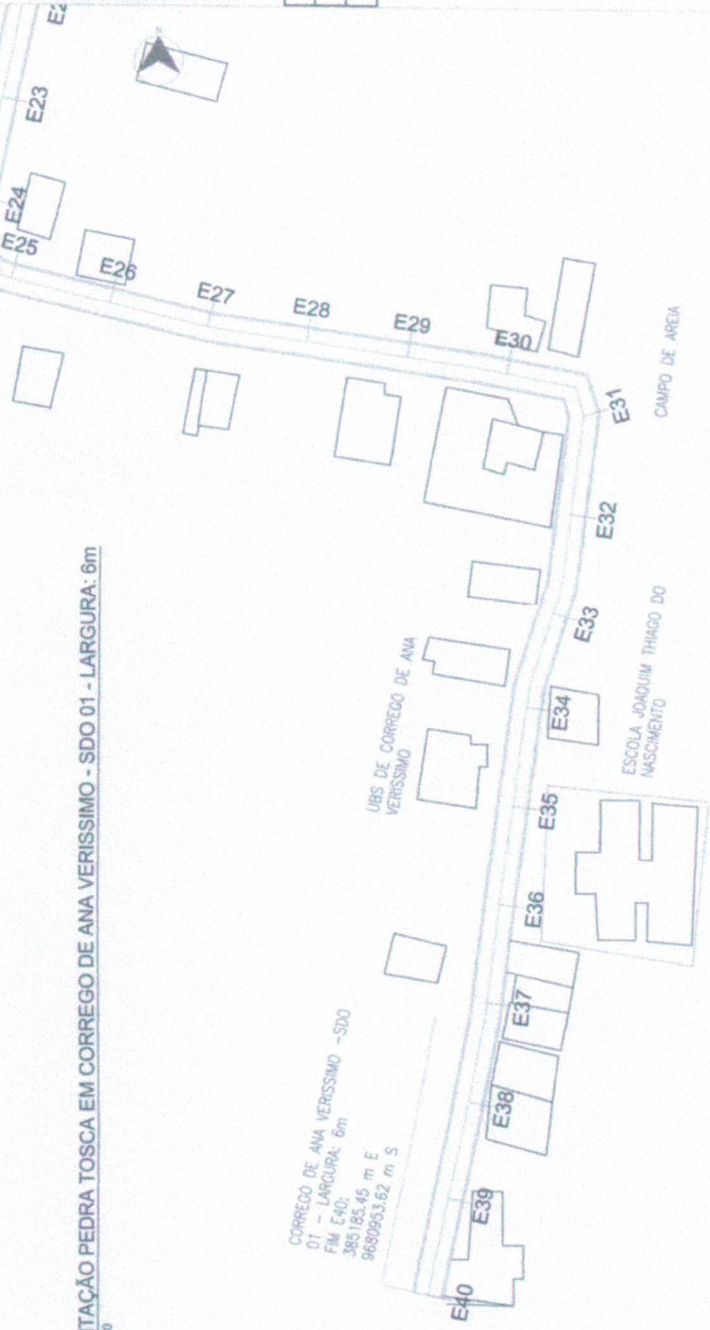 TAÇÃO PEDRA TOSCA EM CORREGO DE ANA VERISSIMO - SDO 01 - LARGURA: 6m
E23
E24
E25
E26
E27
E28
E29
E30
E31
CAMPO DE AREIA
E32
E33
E34
ESCOLA JOAQUIM THIAGO DO
NASCIMENTO
UBS DE CORREGO DE ANA
VERISSIMO
E35
E36
E37
E38
E39
E40
CORREGO DE ANA VERISSIMO -SDO
01 - LARGURA: 6m
FIM E40:
385185.45 m E
9680953.62 m S